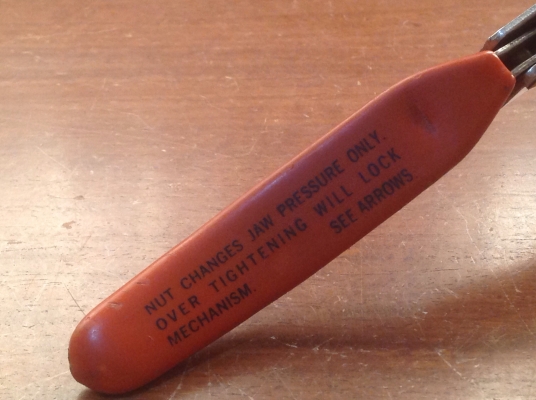 NUT CHANGES JAW PRESSURE ONLY.
OVER TIGHTENING WILL LOCK
MECHANISM. SEE ARROWS